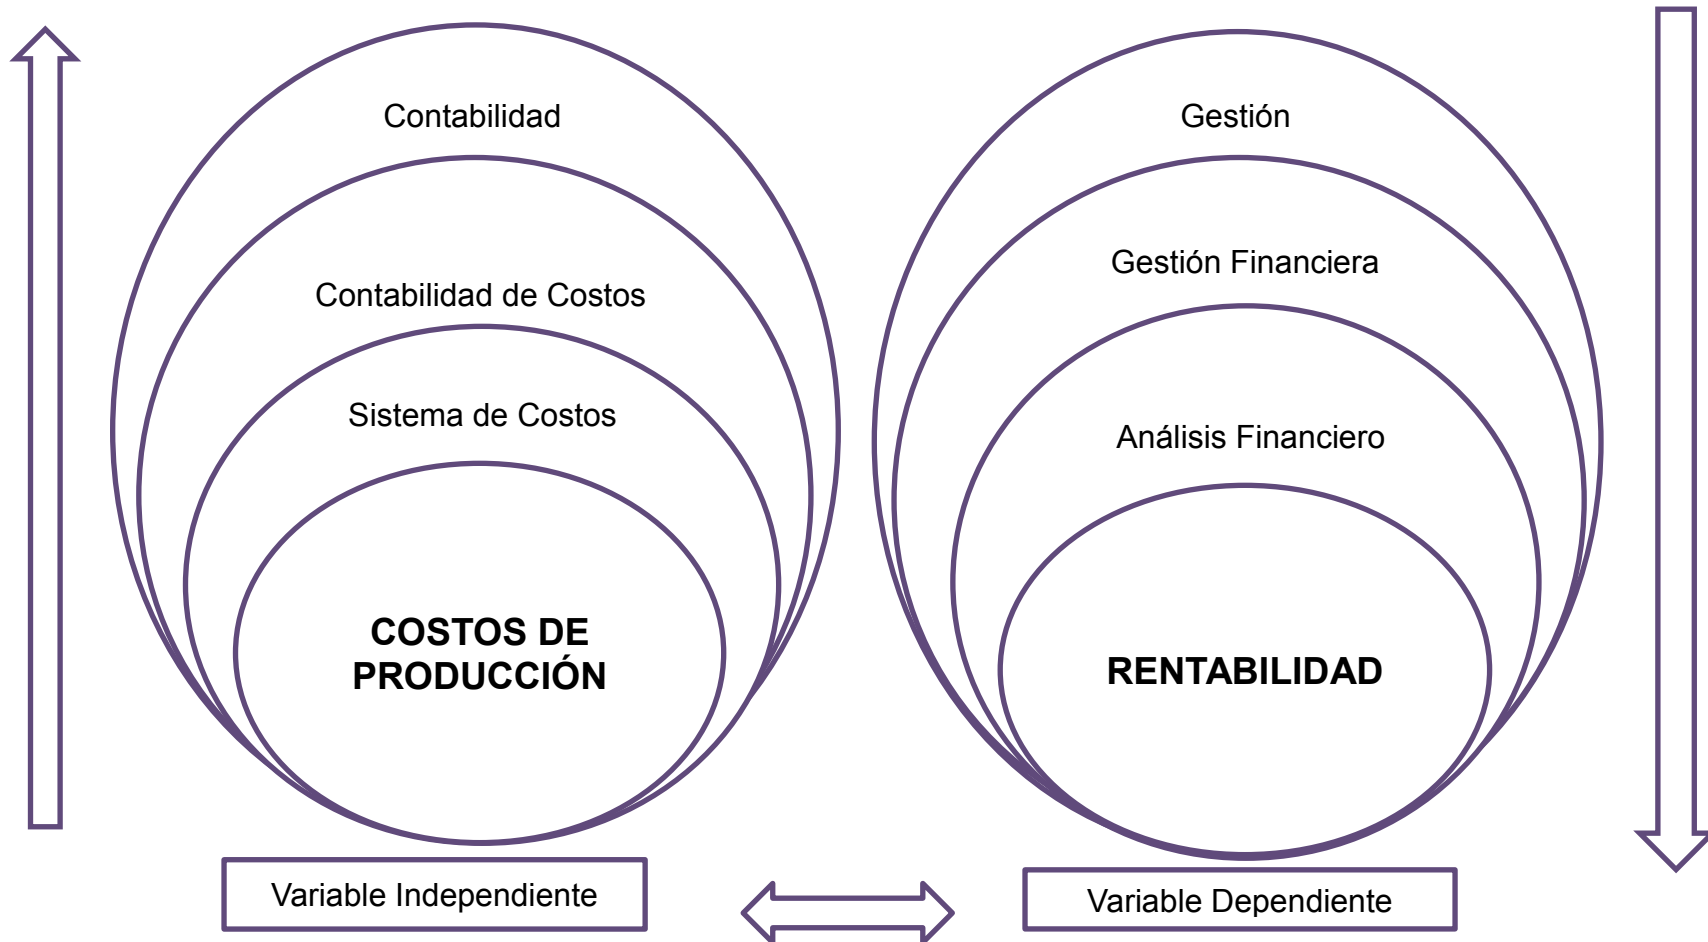 Contabilidad
Contabilidad de Costos
Sistema de Costos
COSTOS DE
PRODUCCIÓN
Variable Independiente
Gestión
Gestión Financiera
Análisis Financiero
RENTABILIDAD
Variable Dependiente